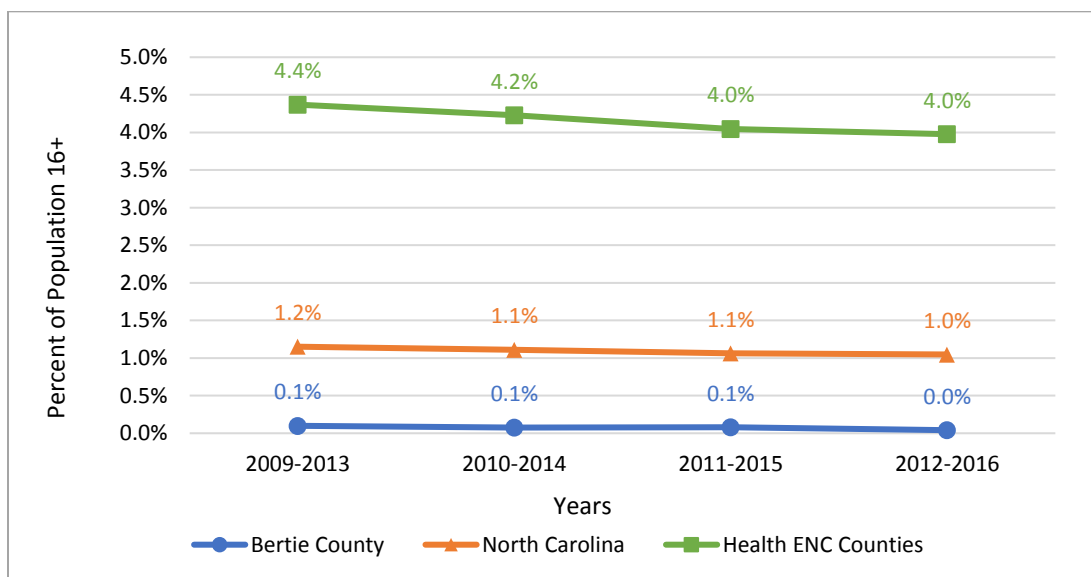 5.0%
4.5%
4.0%
3.5%
3.0%
2.5%
2.0%
1.5%
1.0%
0.5%
0.0%
Percent of Population 16+
4.4% 4.2% 4.0% 4.0%
1.2% 1.1% 1.1% 1.0%
0.1% 0.1% 0.1% 0.0%
2009-2013 2010-2014 2011-2015 2012-2016
Years
Bertie County North Carolina Health ENC Counties